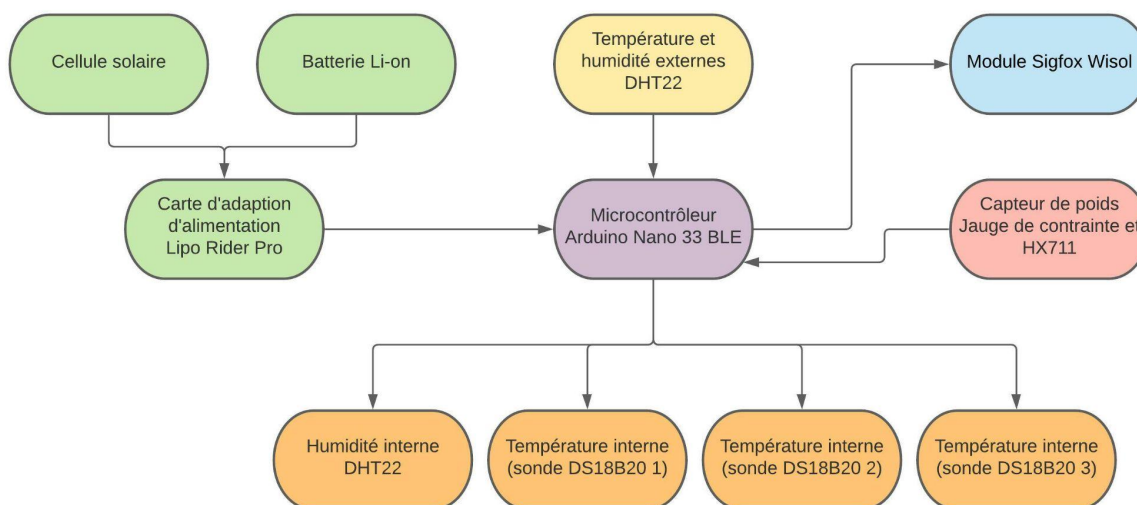 Cellule solaire
Batterie Li-on
Température et
humidité externes
DHT22
Module Sigfox Wisol
Carte d'adaption
d'alimentation
Lipo Rider Pro
Microcontrôleur
Arduino Nano 33 BLE
Capteur de poids
Jauge de contrainte et
HX711
Humidité interne
DHT22
Température interne
(sonde DS18B20 1)
Température interne
(sonde DS18B20 2)
Température interne
(sonde DS18B20 3)